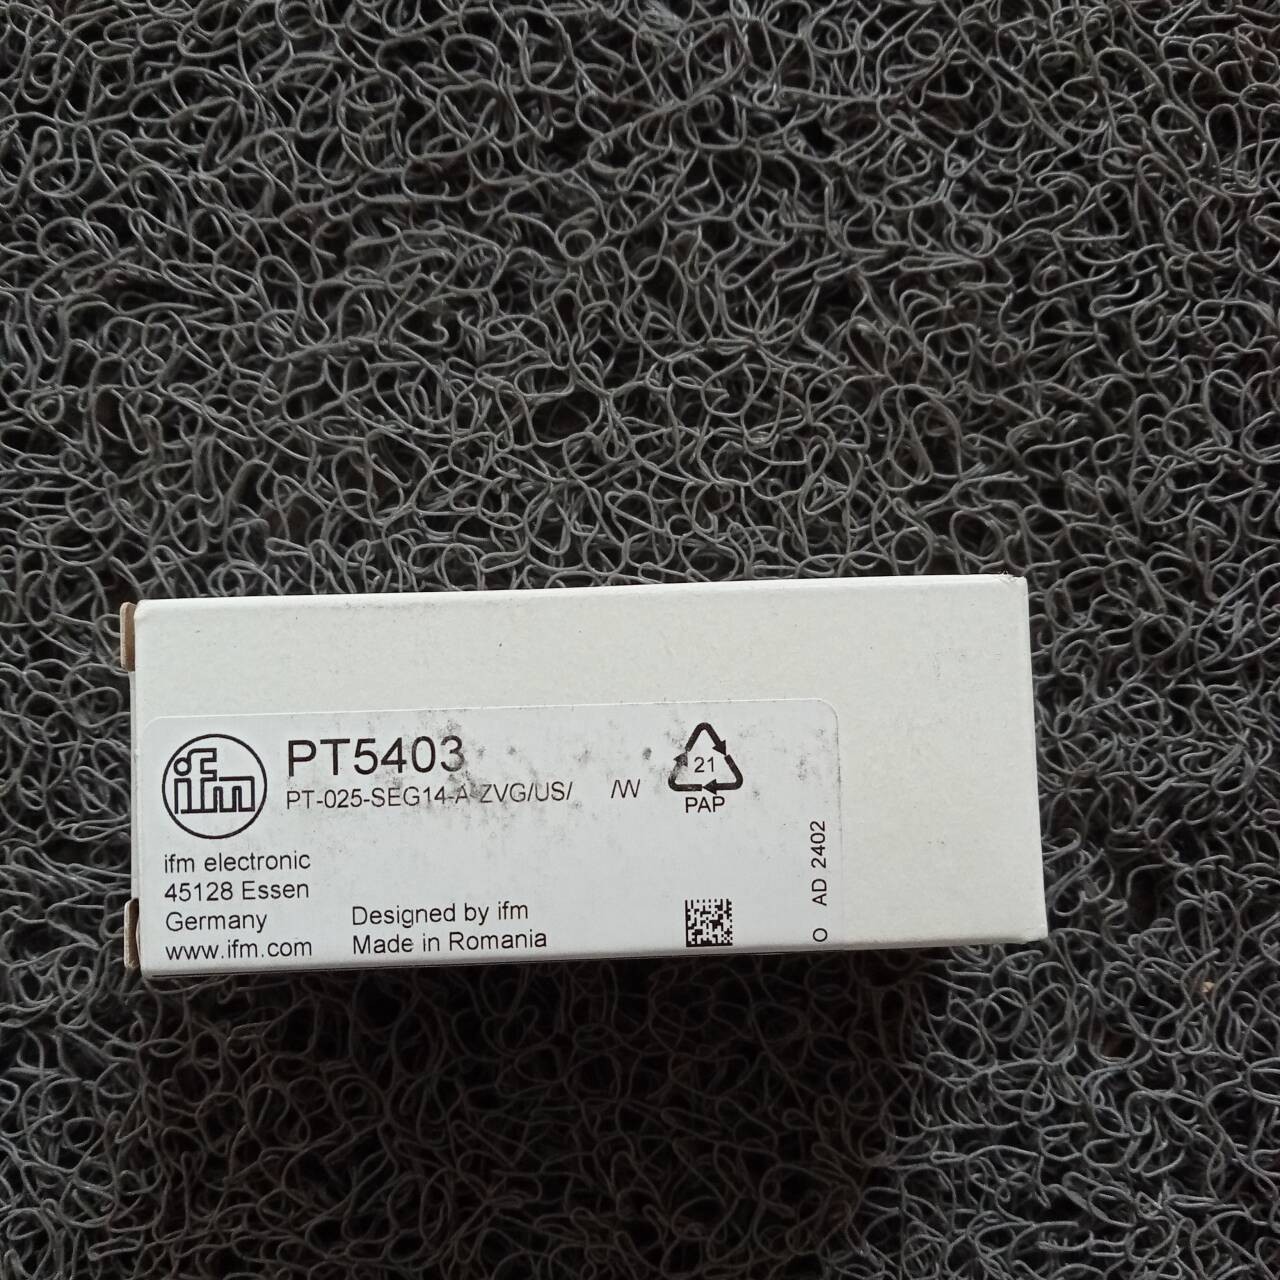 ifm
PT5403
PT-025-SEG14-A-ZVG/US/ /W
21
PAP
ifm electronic
45128 Essen
Germany
www.ifm.com
Designed by ifm
Made in Romania
O AD 2402